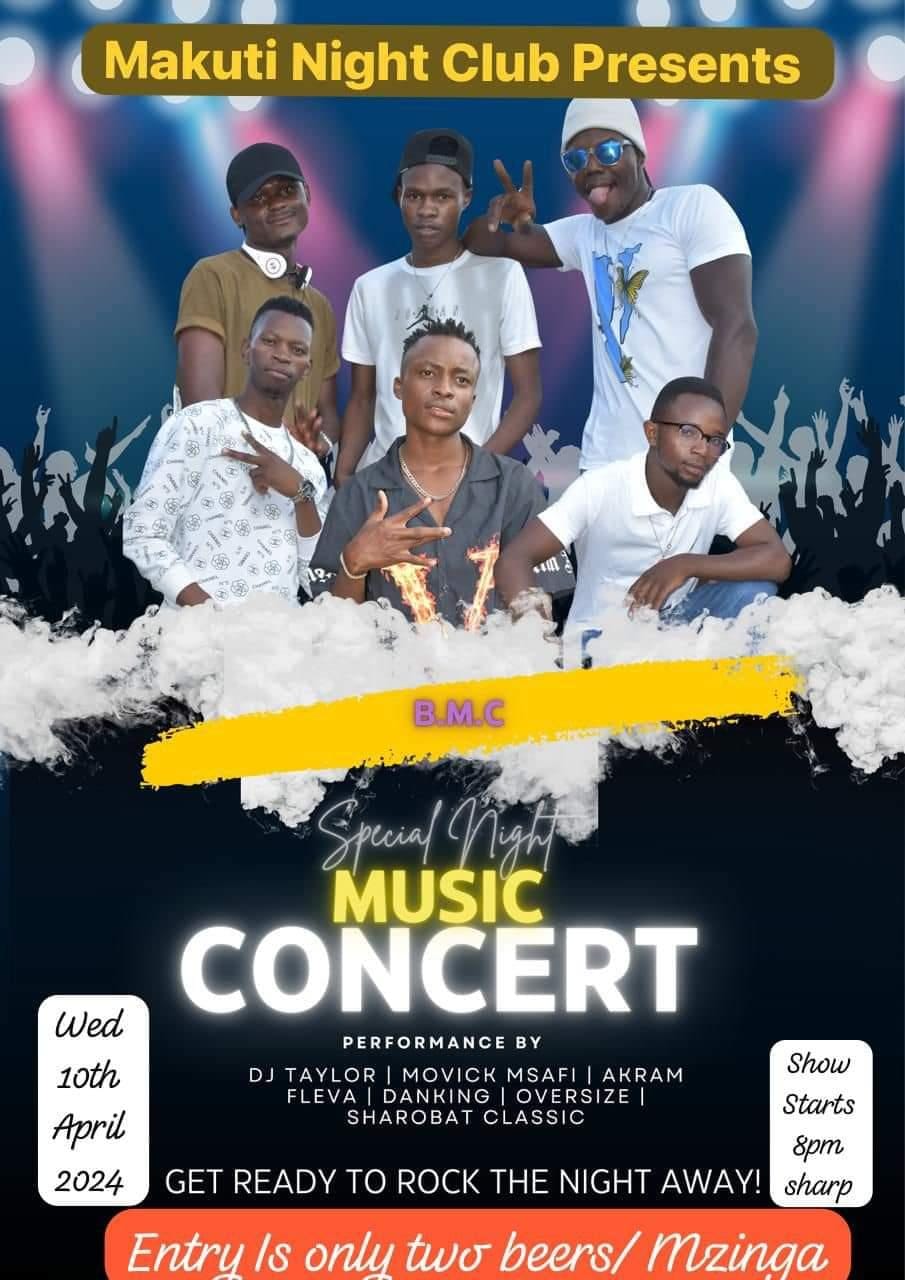 Makuti Night Club Presents
B.M.C
Special Night
MUSIC
CONCERT
PERFORMANCE BY
DJ TAYLOR | MOVICK MSAFI | AKRAM
FLEVA | DANKING | OVERSIZE |
SHAROBAT CLASSIC
Wed
10th
April
2024
Show
Starts
8pm
sharp
GET READY TO ROCK THE NIGHT AWAY!
Entry Is only two beers/ Mzinga